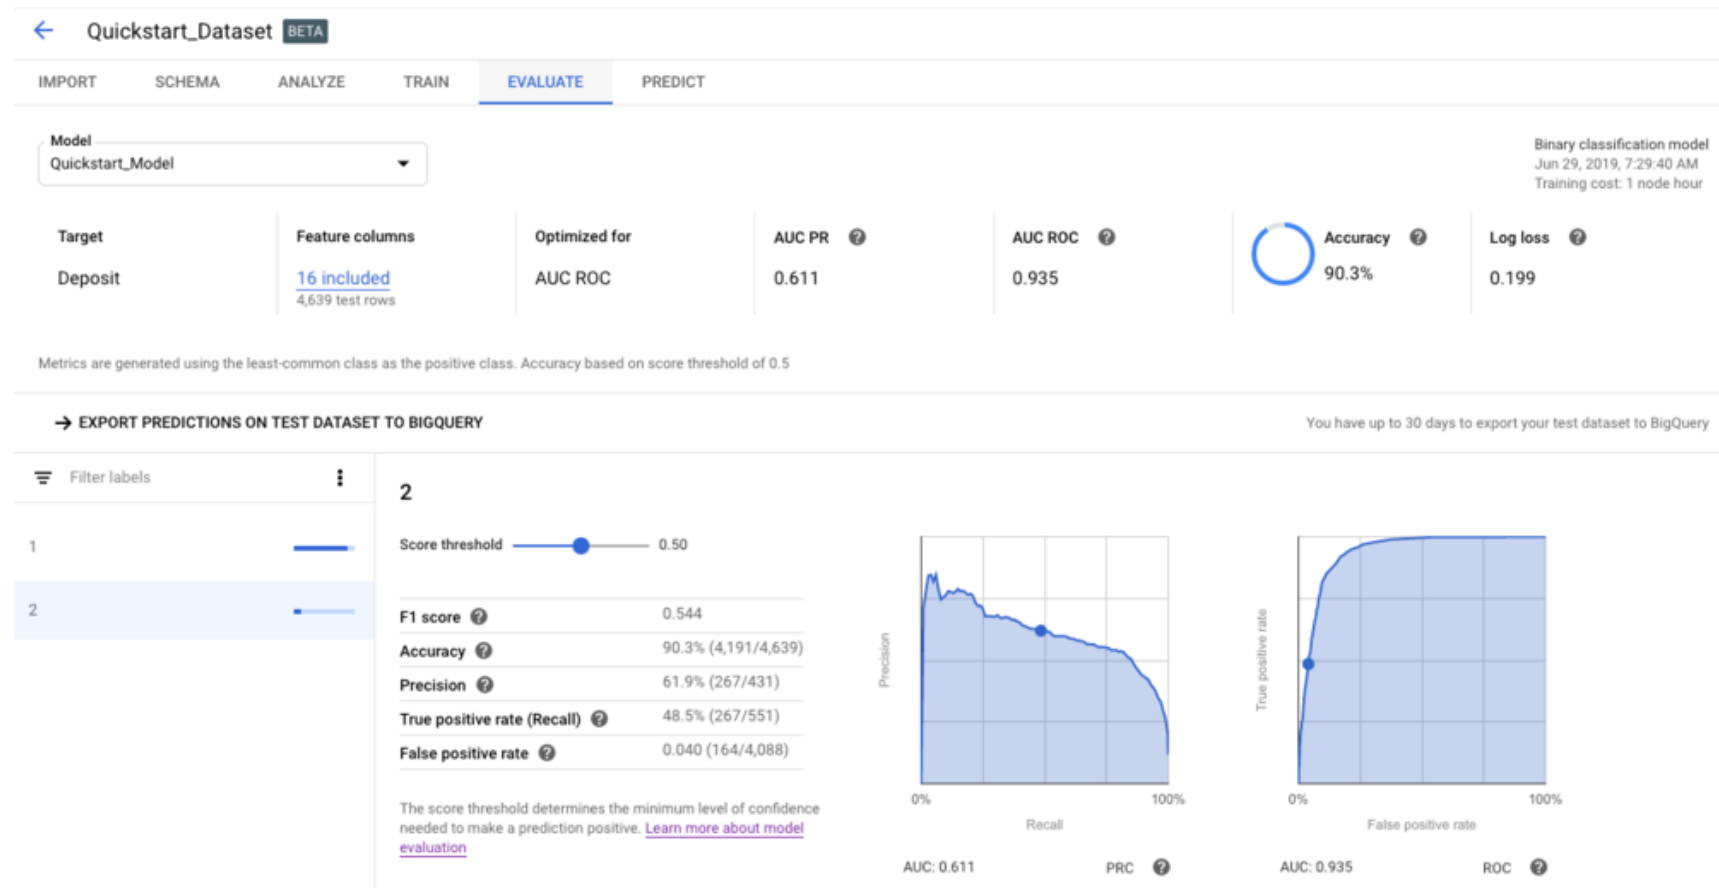 Quickstart_Dataset BETA
IMPORT SCHEMA ANALYZE TRAIN EVALUATE PREDICT
Model
Quickstart_Model
Binary classification model
Jun 29, 2019, 7:29:40 AM
Training cost: 1 node hour
Target
Deposit
Feature columns
16 included
4,639 test rows
Optimized for
AUC ROC
AUC PR ?
0.611
AUC ROC ?
0.935
Accuracy ?
90.3%
Log loss ?
0.199
Metrics are generated using the least-common class as the positive class. Accuracy based on score threshold of 0.5
EXPORT PREDICTIONS ON TEST DATASET TO BIGQUERY
You have up to 30 days to export your test dataset to BigQuery
Filter labels
1
2
2
Score threshold 0.50
F1 score ? 0.544
Accuracy ? 90.3% (4,191/4,639)
Precision ? 61.9% (267/431)
True positive rate (Recall) ? 48.5% (267/551)
False positive rate ? 0.040 (164/4,088)
The score threshold determines the minimum level of confidence
needed to make a prediction positive. Learn more about model
evaluation
Precision
0% 100%
Recall
AUC: 0.611 PRC ?
True positive rate
0% 100%
False positive rate
AUC: 0.935 ROC ?